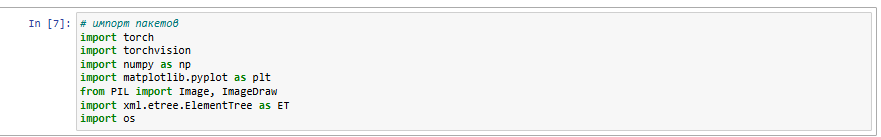 In [7]: # импорт пакетов
import torch
import torchvision
import numpy as np
import matplotlib.pyplot as plt
from PIL import Image, ImageDraw
import xml.etree.ElementTree as ET
import os